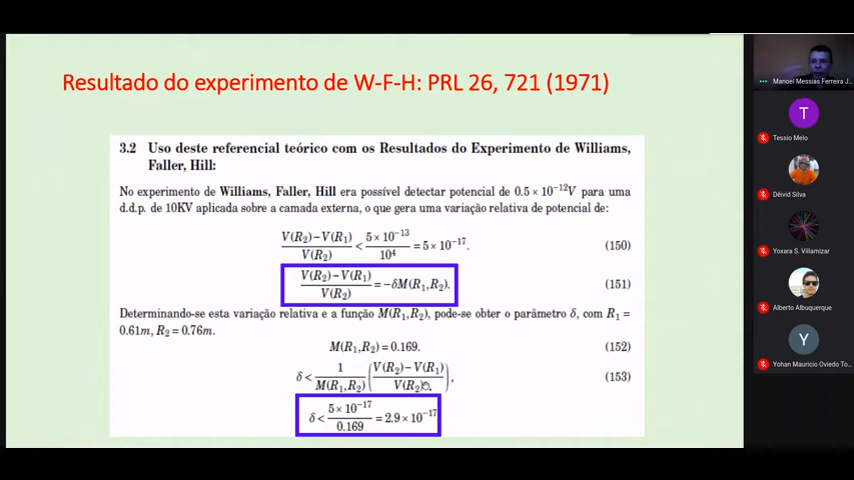 Resultado do experimento de W-F-H: PRL 26, 721 (1971)
3.2 Uso deste referencial teórico com os Resultados do Experimento de Williams,
Faller, Hill:
No experimento de Williams, Faller, Hill era possível detectar potencial de 0.5×10⁻¹²V para uma
d.d.p. de 10KV aplicada sobre a camada externa, o que gera uma variação relativa de potencial de:
(V(R₂)−V(R₁))/V(R₂) < (5×10⁻¹³)/10⁴ = 5×10⁻¹⁷. (150)
(V(R₂)−V(R₁))/V(R₂) = −δM(R₁,R₂). (151)
Determinando-se esta variação relativa e a função M(R₁,R₂), pode-se obter o parâmetro δ, com R₁ =
0.61m, R₂ = 0.76m.
M(R₁,R₂) = 0.169. (152)
δ < 1/M(R₁,R₂) |(V(R₂)−V(R₁))/V(R₂)|, (153)
δ < (5×10⁻¹⁷)/0.169 = 2.9×10⁻¹⁷
Manoel Messias Ferreira J...
T
Tessio Melo
Déivid Silva
Yoxara S. Villamizar
Alberto Albuquerque
Y
Yohan Mauricio Oviedo To...